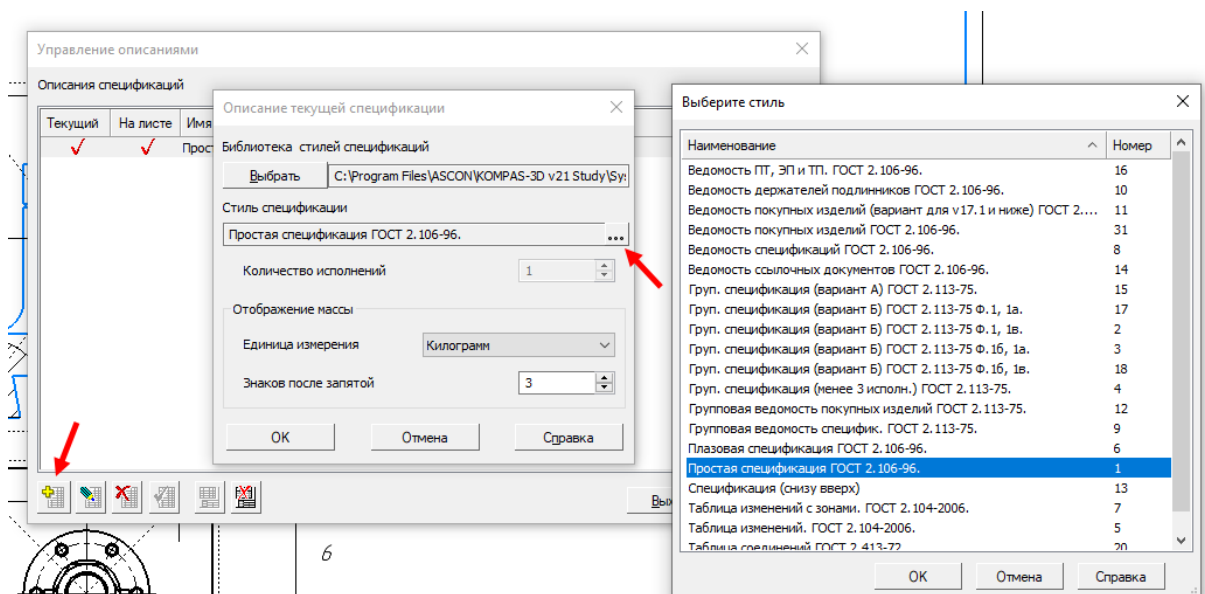 Управление описаниями
Описания спецификаций
Текущий На листе Имя
Прос
Описание текущей спецификации
Библиотека стилей спецификаций
Выбрать C:\Program Files\ASCON\KOMPAS-3D v21 Study\Sys
Стиль спецификации
Простая спецификация ГОСТ 2.106-96. ...
Количество исполнений 1
Отображение массы
Единица измерения Килограмм
Знаков после запятой 3
ОК Отмена Справка
Вых
6
Выберите стиль
Наименование Номер
Ведомость ПТ, ЭП и ТП. ГОСТ 2.106-96. 16
Ведомость держателей подлинников ГОСТ 2.106-96. 10
Ведомость покупных изделий (вариант для v17.1 и ниже) ГОСТ 2.... 11
Ведомость покупных изделий ГОСТ 2.106-96. 31
Ведомость спецификаций ГОСТ 2.106-96. 8
Ведомость ссылочных документов ГОСТ 2.106-96. 14
Груп. спецификация (вариант А) ГОСТ 2.113-75. 15
Груп. спецификация (вариант Б) ГОСТ 2.113-75 Ф.1, 1а. 17
Груп. спецификация (вариант Б) ГОСТ 2.113-75 Ф.1, 1в. 2
Груп. спецификация (вариант Б) ГОСТ 2.113-75 Ф.1б, 1а. 3
Груп. спецификация (вариант Б) ГОСТ 2.113-75 Ф.1б, 1в. 18
Груп. спецификация (менее 3 исполн.) ГОСТ 2.113-75. 4
Групповая ведомость покупных изделий ГОСТ 2.113-75. 12
Групповая ведомость специфик. ГОСТ 2.113-75. 9
Плазовая спецификация ГОСТ 2.106-96. 6
Простая спецификация ГОСТ 2.106-96. 1
Спецификация (снизу вверх) 13
Таблица изменений с зонами. ГОСТ 2.104-2006. 7
Таблица изменений. ГОСТ 2.104-2006. 5
Таблица соединений ГОСТ 2.413-72 20
ОК Отмена Справка